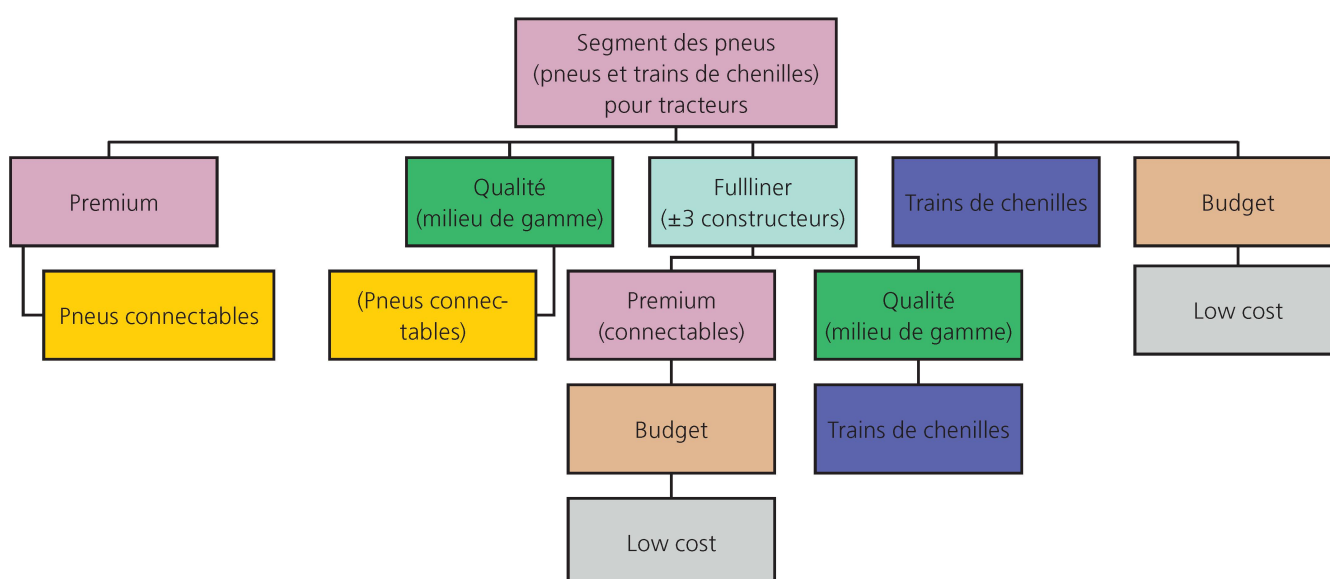 Segment des pneus
(pneus et trains de chenilles)
pour tracteurs
Premium
Qualité
(milieu de gamme)
Fullliner
(±3 constructeurs)
Trains de chenilles
Budget
Pneus connectables
(Pneus connec-
tables)
Premium
(connectables)
Qualité
(milieu de gamme)
Low cost
Budget
Trains de chenilles
Low cost